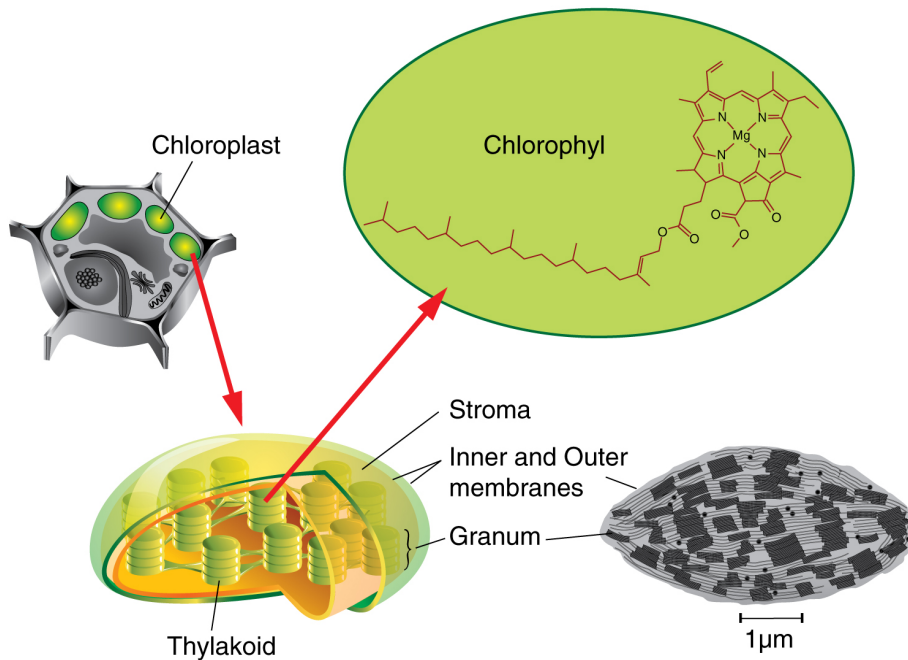 Chloroplast
Chlorophyl
N
N
Mg
N
N
O
O
O
O
O
Stroma
Inner and Outer
membranes
Granum
Thylakoid
1µm